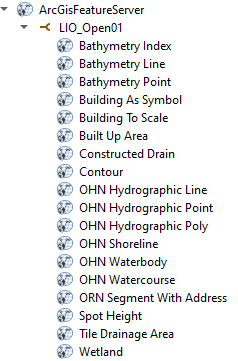 ArcGisFeatureServer
LIO_Open01
Bathymetry Index
Bathymetry Line
Bathymetry Point
Building As Symbol
Building To Scale
Built Up Area
Constructed Drain
Contour
OHN Hydrographic Line
OHN Hydrographic Point
OHN Hydrographic Poly
OHN Shoreline
OHN Waterbody
OHN Watercourse
ORN Segment With Address
Spot Height
Tile Drainage Area
Wetland